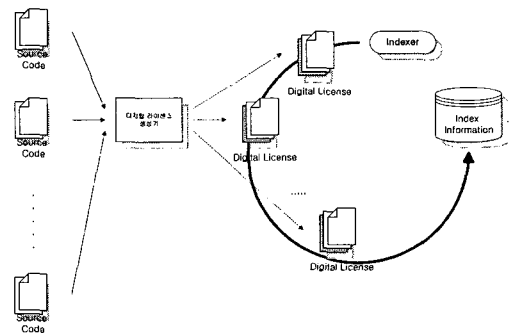 Source
Code
Source
Code
Source
Code
디지털 라이센스
생성기
Digital License
Digital License
.....
Digital License
Indexer
Index
Information